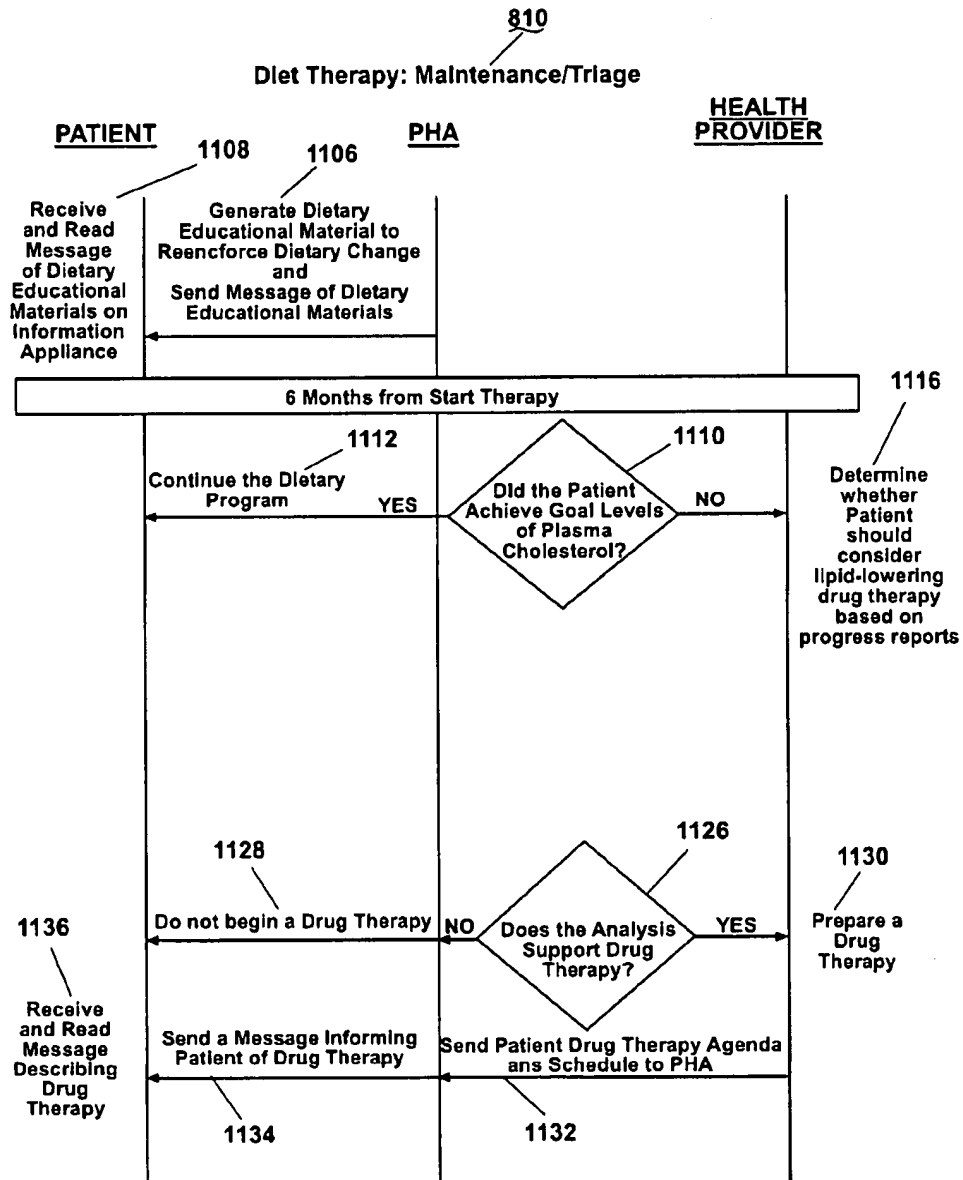 810
Diet Therapy: Maintenance/Triage
PATIENT
PHA
HEALTH
PROVIDER
1108
1106
Receive
and Read
Message
of Dietary
Educational
Materials on
Information
Appliance
Generate Dietary
Educational Material to
Reencforce Dietary Change
and
Send Message of Dietary
Educational Materials
6 Months from Start Therapy
1116
1112
1110
Continue the Dietary
Program
YES
Did the Patient
Achieve Goal Levels
of Plasma
Cholesterol?
NO
Determine
whether
Patient
should
consider
lipid-lowering
drug therapy
based on
progress reports
1128
1126
1130
1136
Do not begin a Drug Therapy
NO
Does the Analysis
Support Drug
Therapy?
YES
Prepare a
Drug
Therapy
Receive
and Read
Message
Describing
Drug
Therapy
Send a Message Informing
Patient of Drug Therapy
Send Patient Drug Therapy Agenda
ans Schedule to PHA
1134
1132